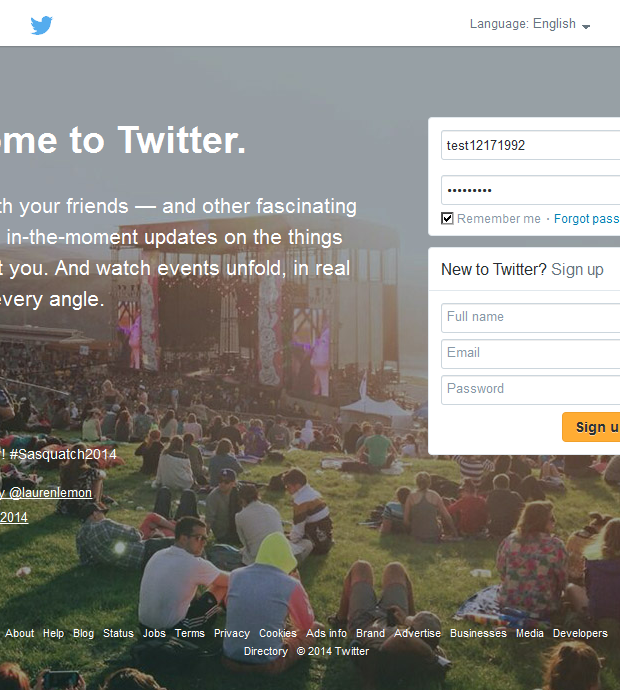 Language: English
ome to Twitter.
th your friends — and other fascinating
in-the-moment updates on the things
t you. And watch events unfold, in real
every angle.
test12171992
•••••••••
Remember me · Forgot pass
New to Twitter? Sign up
Full name
Email
Password
Sign u
! #Sasquatch2014
y @laurenlemon
2014
About Help Blog Status Jobs Terms Privacy Cookies Ads info Brand Advertise Businesses Media Developers
Directory © 2014 Twitter